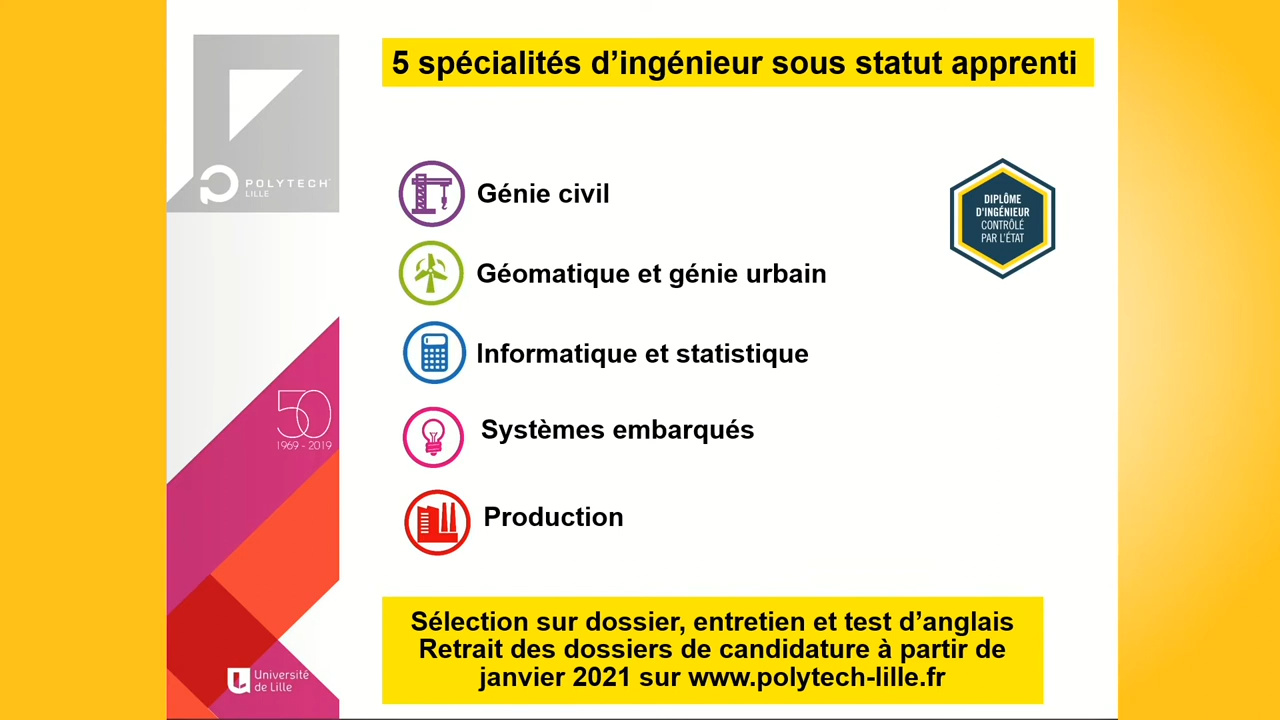 5 spécialités d’ingénieur sous statut apprenti
POLYTECH
LILLE
Génie civil
DIPLÔME
D'INGÉNIEUR
CONTRÔLÉ
PAR L'ÉTAT
Géomatique et génie urbain
Informatique et statistique
50
1969 - 2019
Systèmes embarqués
Production
Sélection sur dossier, entretien et test d’anglais
Retrait des dossiers de candidature à partir de
janvier 2021 sur www.polytech-lille.fr
Université
de Lille